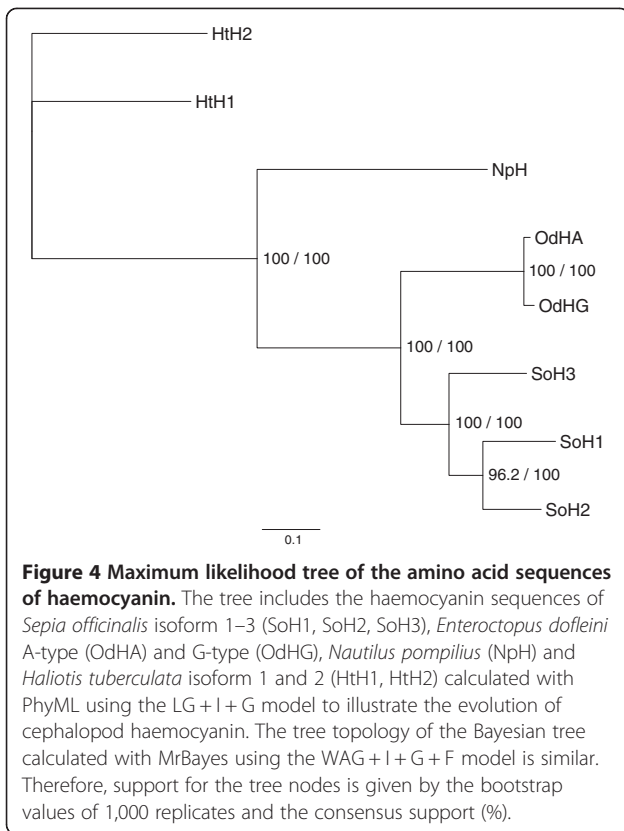 HtH2
HtH1
NpH
OdHA
100 / 100
100 / 100
OdHG
100 / 100
SoH3
100 / 100
SoH1
96.2 / 100
SoH2
0.1
Figure 4 Maximum likelihood tree of the amino acid sequences
of haemocyanin. The tree includes the haemocyanin sequences of
Sepia officinalis isoform 1–3 (SoH1, SoH2, SoH3), Enteroctopus dofleini
A-type (OdHA) and G-type (OdHG), Nautilus pompilius (NpH) and
Haliotis tuberculata isoform 1 and 2 (HtH1, HtH2) calculated with
PhyML using the LG + I + G model to illustrate the evolution of
cephalopod haemocyanin. The tree topology of the Bayesian tree
calculated with MrBayes using the WAG + I + G + F model is similar.
Therefore, support for the tree nodes is given by the bootstrap
values of 1,000 replicates and the consensus support (%).